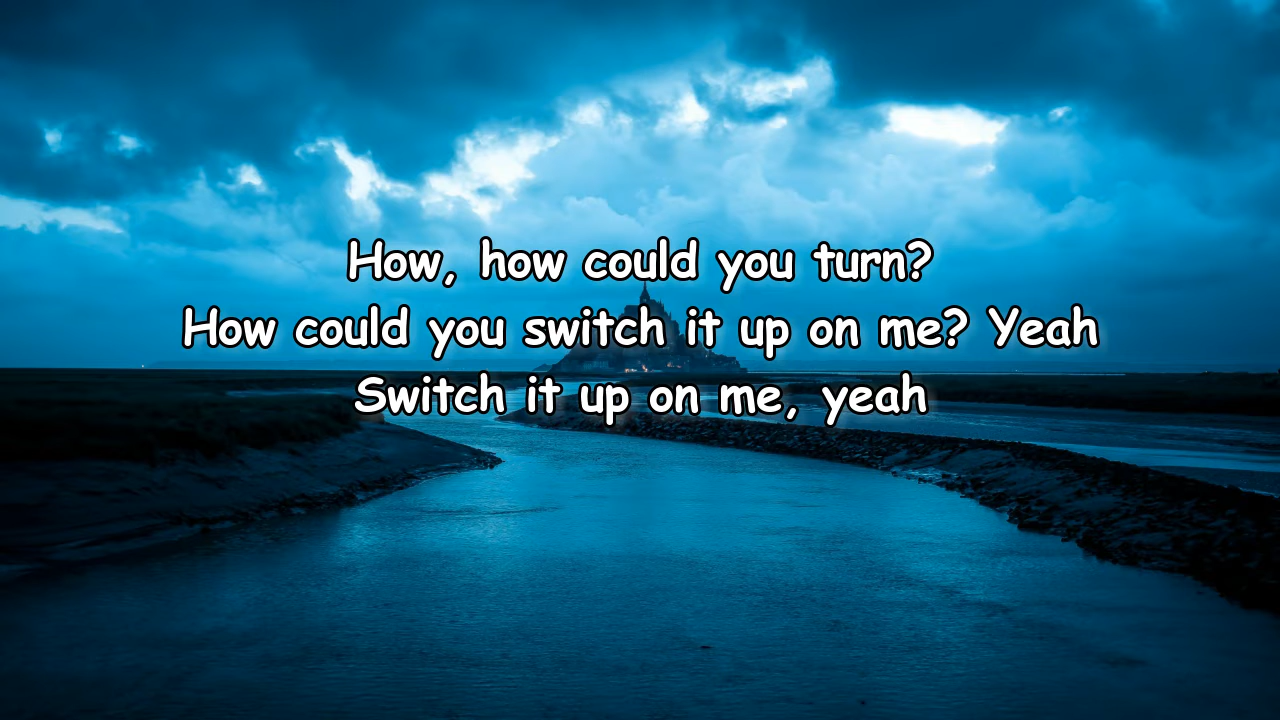 How, how could you turn?
How could you switch it up on me? Yeah
Switch it up on me, yeah